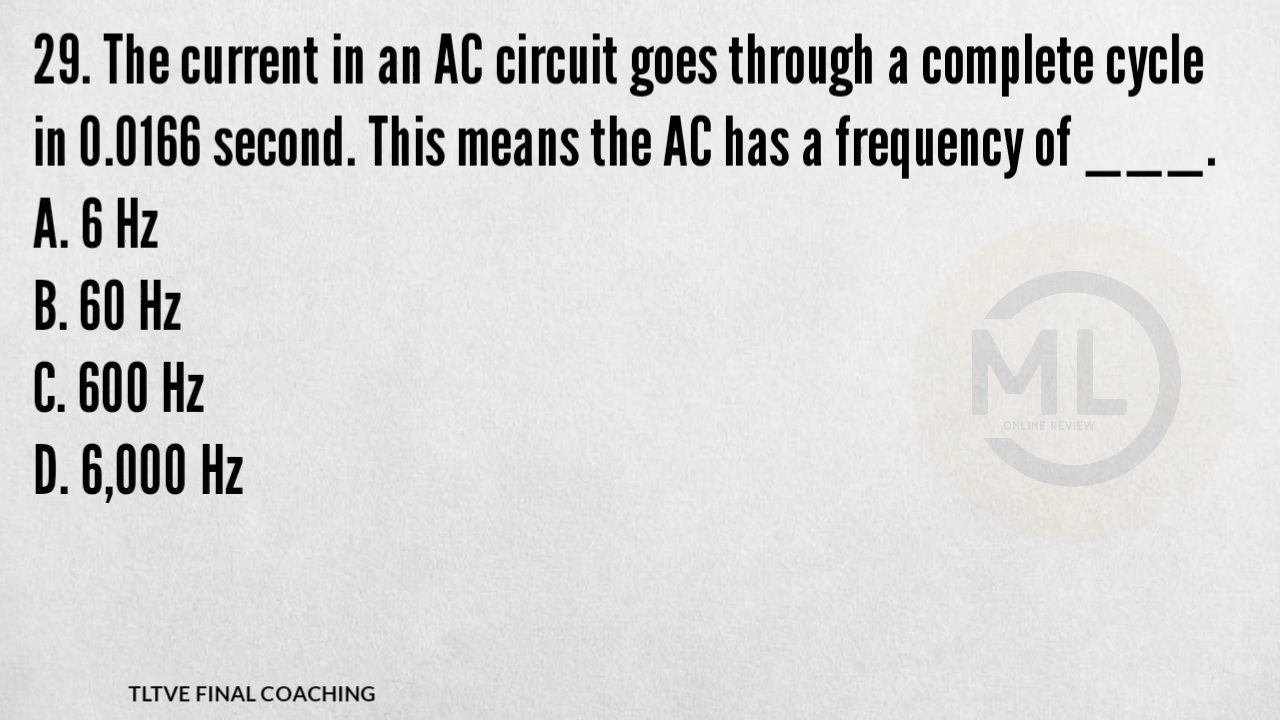 29. The current in an AC circuit goes through a complete cycle
in 0.0166 second. This means the AC has a frequency of ___.
A. 6 Hz
B. 60 Hz
C. 600 Hz
D. 6,000 Hz
ML
ONLINE REVIEW
TLTVE FINAL COACHING